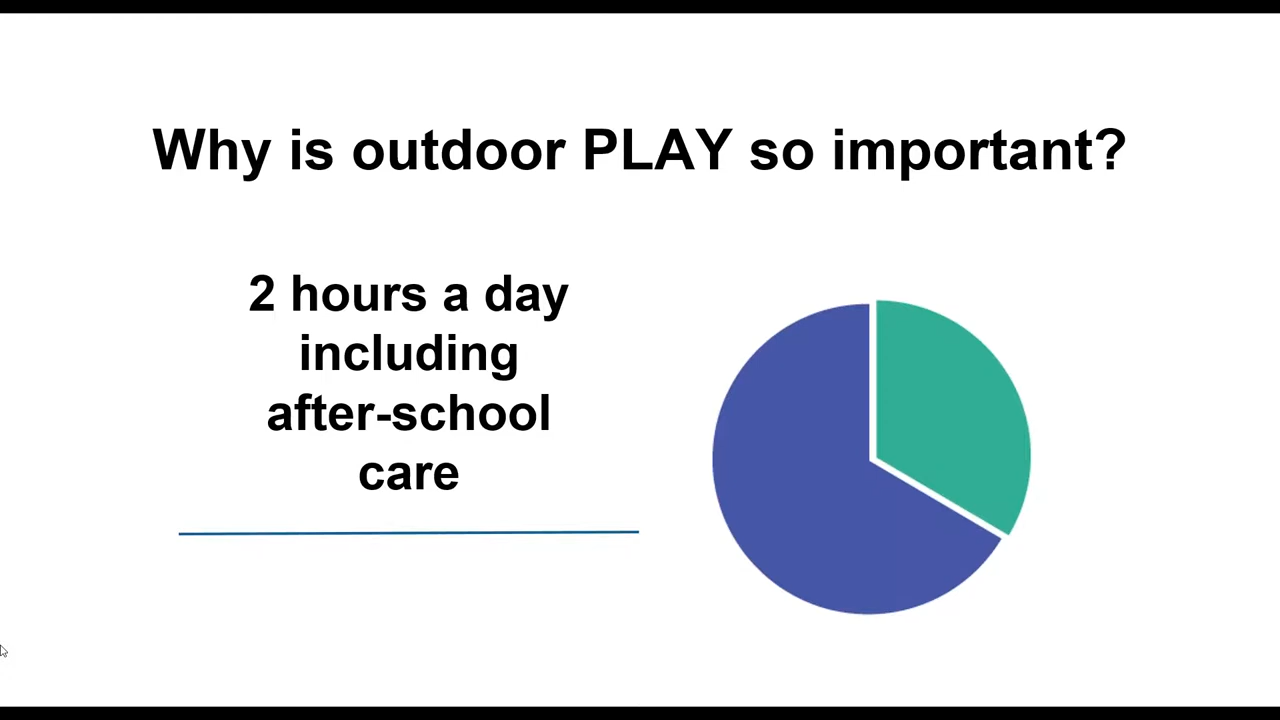 Why is outdoor PLAY so important?
2 hours a day
including
after-school
care